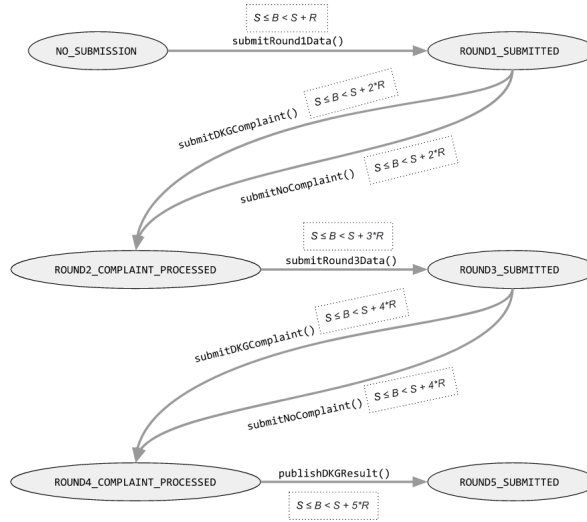 S ≤ B < S + R
submitRound1Data()
NO_SUBMISSION
ROUND1_SUBMITTED
submitDKGComplaint()
S ≤ B < S + 2*R
submitNoComplaint()
S ≤ B < S + 2*R
S ≤ B < S + 3*R
submitRound3Data()
ROUND2_COMPLAINT_PROCESSED
ROUND3_SUBMITTED
submitDKGComplaint()
S ≤ B < S + 4*R
submitNoComplaint()
S ≤ B < S + 4*R
publishDKGResult()
ROUND4_COMPLAINT_PROCESSED
ROUND5_SUBMITTED
S ≤ B < S + 5*R